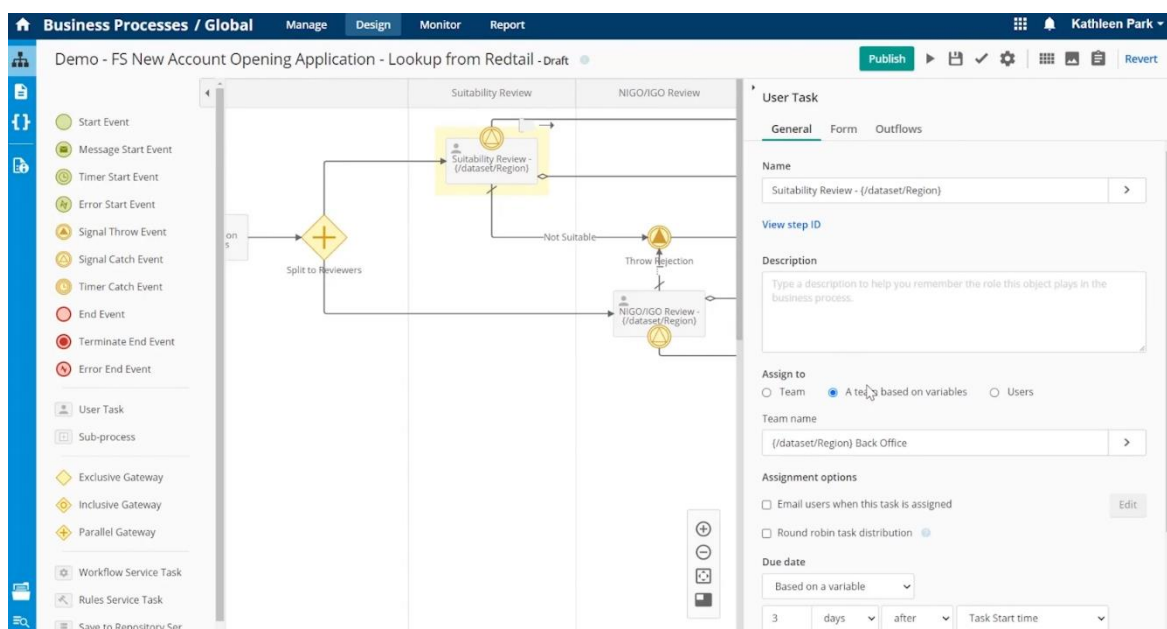 Business Processes / Global Manage Design Monitor Report Kathleen Park
Demo - FS New Account Opening Application - Lookup from Redtail - Draft Publish Revert
Start Event
Message Start Event
Timer Start Event
Error Start Event
Signal Throw Event
Signal Catch Event
Timer Catch Event
End Event
Terminate End Event
Error End Event
User Task
Sub-process
Exclusive Gateway
Inclusive Gateway
Parallel Gateway
Workflow Service Task
Rules Service Task
Save to Repository Ser
Suitability Review NIGO/IGO Review
Suitability Review -
{/dataset/Region}
on
s
Split to Reviewers
Not Suitable
Throw Rejection
NIGO/IGO Review -
{/dataset/Region}
User Task
General Form Outflows
Name
Suitability Review - {/dataset/Region}
View step ID
Description
Type a description to help you remember the role this object plays in the
business process.
Assign to
Team A team based on variables Users
Team name
{/dataset/Region} Back Office
Assignment options
Email users when this task is assigned Edit
Round robin task distribution
Due date
Based on a variable
3 days after Task Start time